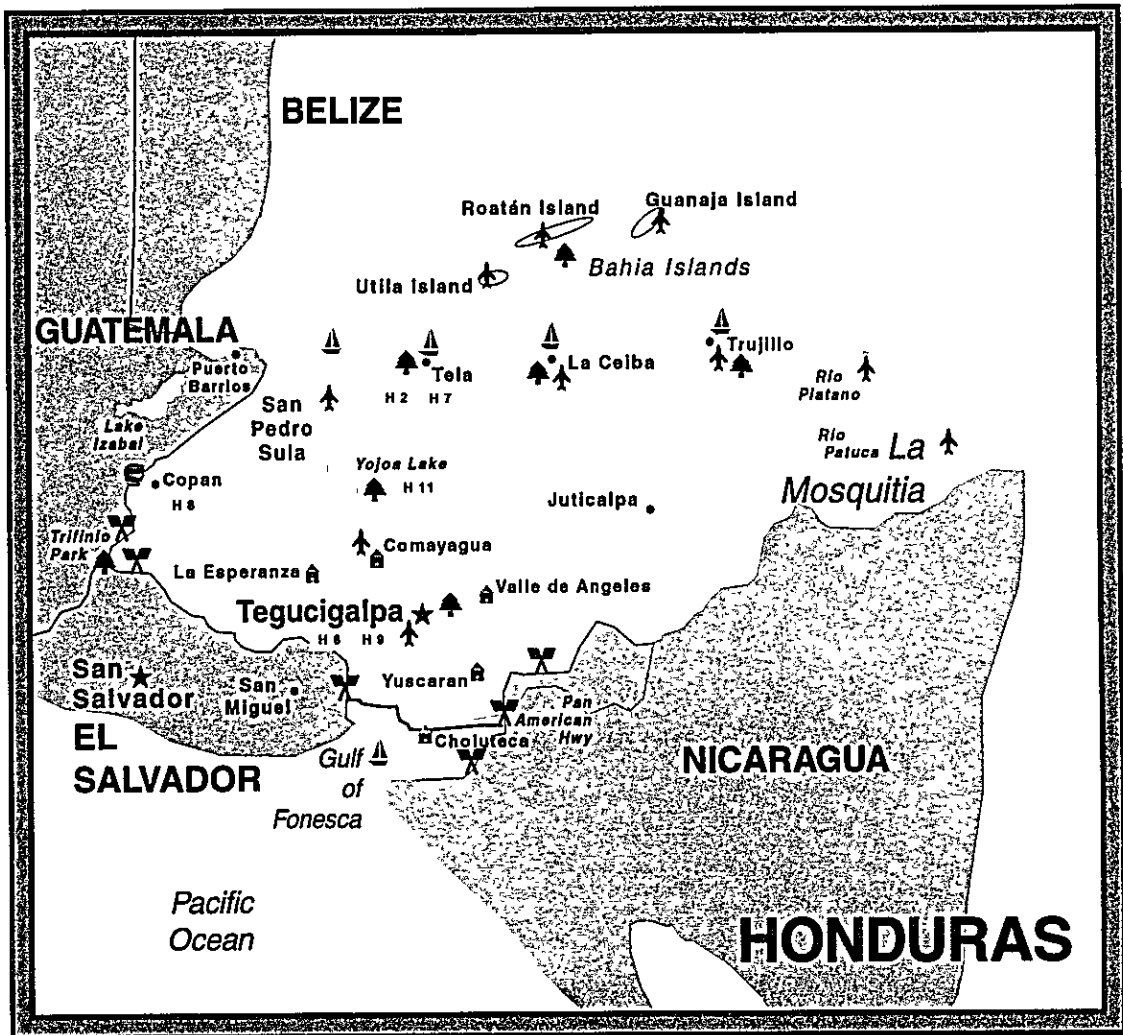 BELIZE
Roatán Island
Guanaja Island
Bahia Islands
Utila Island
GUATEMALA
Puerto
Barrios
Tela
La Ceiba
Trujillo
Rio
Platano
H 2 H 7
San
Pedro
Sula
Lake
Izabal
Rio
Patuca
La
Mosquitia
Copan
H 8
Yojoa Lake
H 11
Juticalpa
Trifinio
Park
Comayagua
La Esperanza
Valle de Angeles
Tegucigalpa
H 6 H 9
San
Salvador
San
Miguel
Yuscaran
Pan
American
Hwy
Choluteca
EL
SALVADOR
Gulf
of
Fonesca
NICARAGUA
Pacific
Ocean
HONDURAS